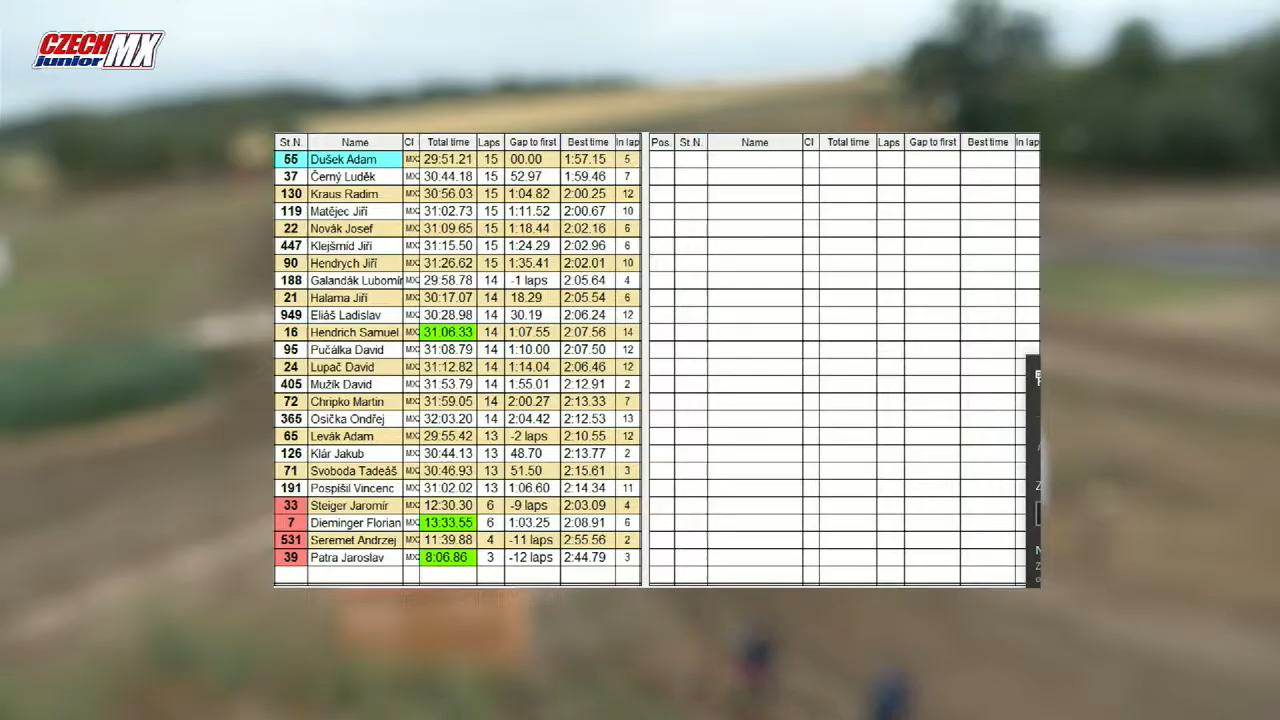 CZECH MX
junior
St.N. Name Cl Total time Laps Gap to first Best time In lap
55 Dušek Adam MX 29:51.21 15 00.00 1:57.15 5
37 Černý Luděk MX 30:44.18 15 52.97 1:59.46 7
130 Kraus Radim MX 30:56.03 15 1:04.82 2:00.25 12
119 Matějec Jiří MX 31:02.73 15 1:11.52 2:00.67 10
22 Novák Josef MX 31:09.65 15 1:18.44 2:02.16 6
447 Klejšmíd Jiří MX 31:15.50 15 1:24.29 2:02.96 6
90 Hendrych Jiří MX 31:26.62 15 1:35.41 2:02.01 10
188 Galandák Lubomír MX 29:58.78 14 -1 laps 2:05.64 4
21 Halama Jiří MX 30:17.07 14 18.29 2:05.54 6
949 Eliáš Ladislav MX 30:28.98 14 30.19 2:06.24 12
16 Hendrich Samuel MX 31:06.33 14 1:07.55 2:07.56 14
95 Pučálka David MX 31:08.79 14 1:10.00 2:07.50 12
24 Lupač David MX 31:12.82 14 1:14.04 2:06.46 12
405 Mužík David MX 31:53.79 14 1:55.01 2:12.91 2
72 Chripko Martin MX 31:59.05 14 2:00.27 2:13.33 7
365 Osička Ondřej MX 32:03.20 14 2:04.42 2:12.53 13
65 Levák Adam MX 29:55.42 13 -2 laps 2:10.55 12
126 Klár Jakub MX 30:44.13 13 48.70 2:13.77 2
71 Svoboda Tadeáš MX 30:46.93 13 51.50 2:15.61 3
191 Pospíšil Vincenc MX 31:02.02 13 1:06.60 2:14.34 11
33 Steiger Jaromír MX 12:30.30 6 -9 laps 2:03.09 4
7 Dieminger Florian MX 13:33.55 6 1:03.25 2:08.91 6
531 Seremet Andrzej MX 11:39.88 4 -11 laps 2:55.56 2
39 Patra Jaroslav MX 8:06.86 3 -12 laps 2:44.79 3
Pos. St.N. Name Cl Total time Laps Gap to first Best time In lap